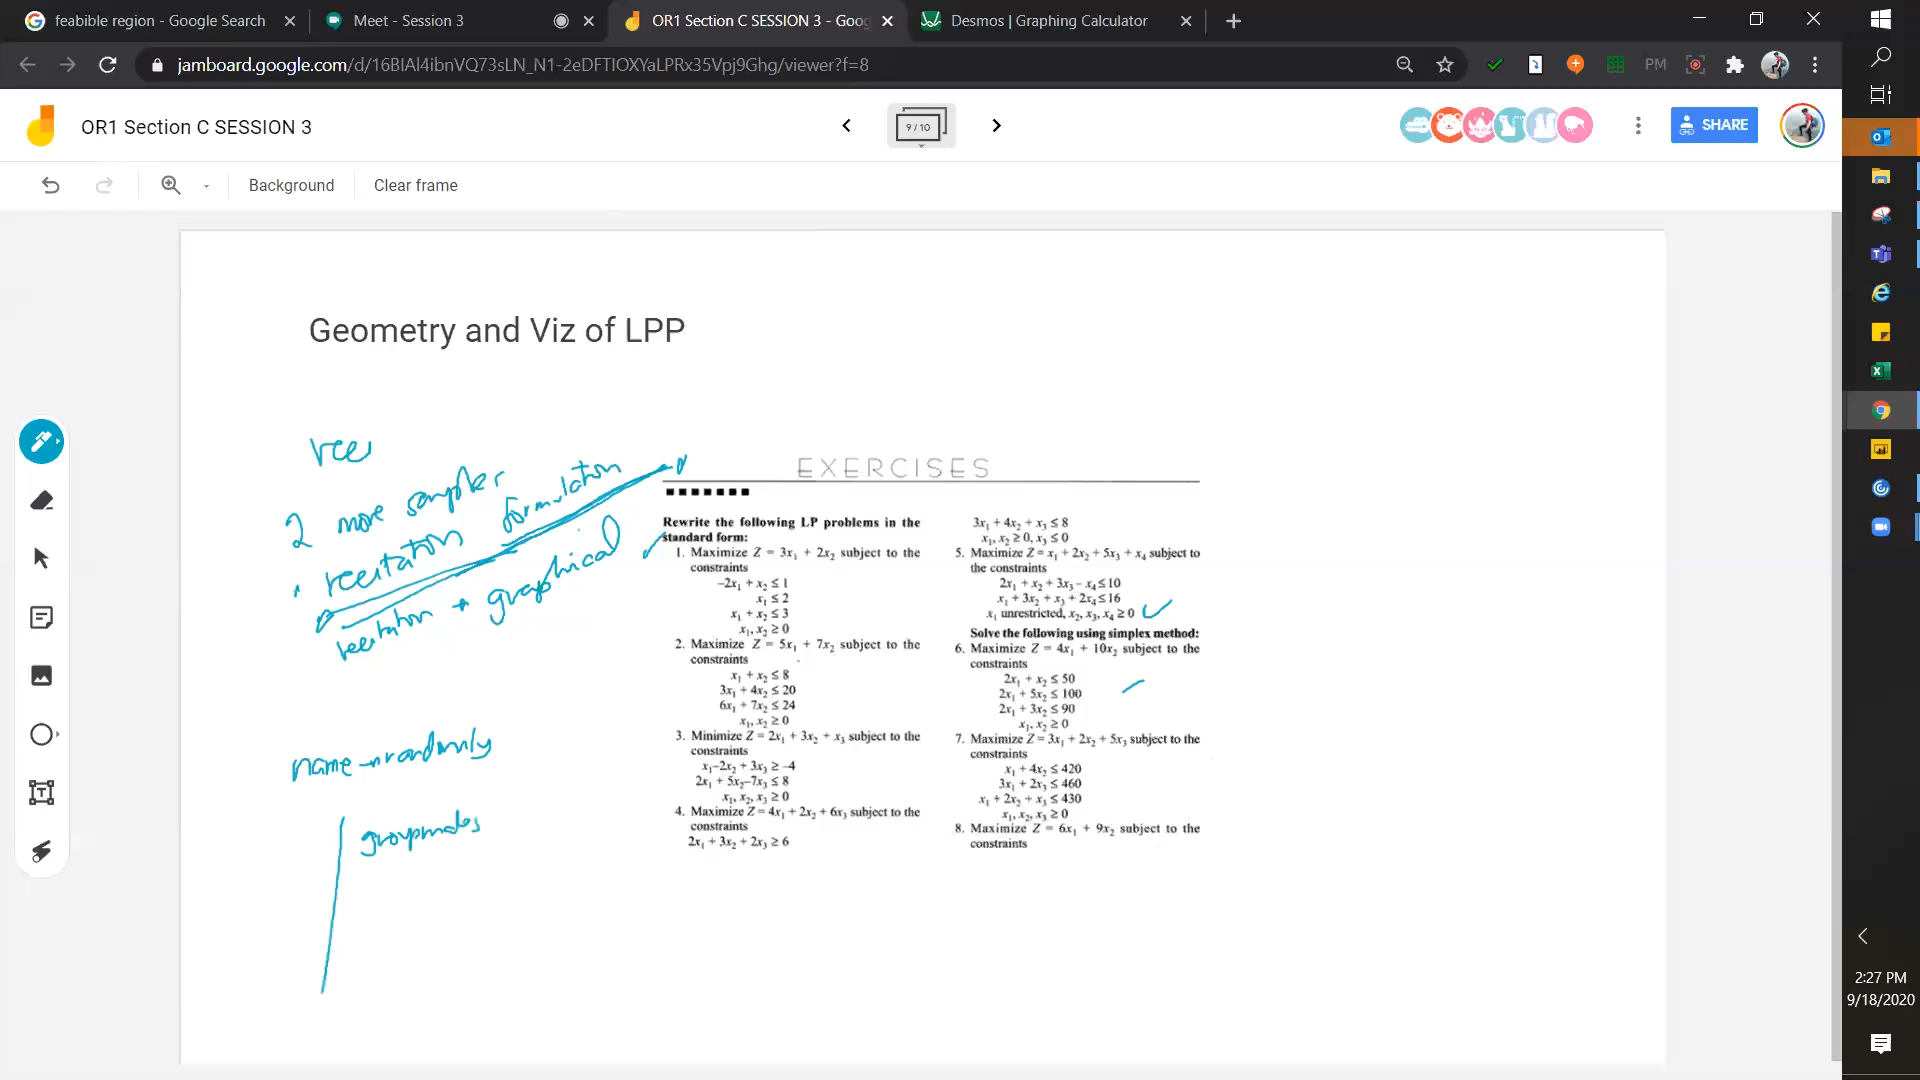 feabible region - Google Search
Meet - Session 3
OR1 Section C SESSION 3 - Goog
Desmos | Graphing Calculator
jamboard.google.com/d/16BIAl4ibnVQ73sLN_N1-2eDFTIOXYaLPRx35Vpj9Ghg/viewer?f=8
PM
OR1 Section C SESSION 3
9 / 10
SHARE
Background
Clear frame
Geometry and Viz of LPP
2 more samples
recitation formulation
recitation + graphical
name → randomly
groupmates
EXERCISES
Rewrite the following LP problems in the
standard form:
1. Maximize Z = 3x₁ + 2x₂ subject to the
constraints
−2x₁ + x₂ ≤ 1
x₁ ≤ 2
x₁ + x₂ ≤ 3
x₁, x₂ ≥ 0
2. Maximize Z = 5x₁ + 7x₂ subject to the
constraints
x₁ + x₂ ≤ 8
3x₁ + 4x₂ ≤ 20
6x₁ + 7x₂ ≤ 24
x₁, x₂ ≥ 0
3. Minimize Z = 2x₁ + 3x₂ + x₃ subject to the
constraints
x₁−2x₂ + 3x₃ ≥ −4
2x₁ + 5x₂−7x₃ ≤ 8
x₁, x₂, x₃ ≥ 0
4. Maximize Z = 4x₁ + 2x₂ + 6x₃ subject to the
constraints
2x₁ + 3x₂ + 2x₃ ≥ 6
3x₁ + 4x₂ + x₃ ≤ 8
x₁, x₂ ≥ 0, x₃ ≤ 0
5. Maximize Z = x₁ + 2x₂ + 5x₃ + x₄ subject to
the constraints
2x₁ + x₂ + 3x₃ − x₄ ≤ 10
x₁ + 3x₂ + x₃ + 2x₄ ≤ 16
x₁ unrestricted, x₂, x₃, x₄ ≥ 0
Solve the following using simplex method:
6. Maximize Z = 4x₁ + 10x₂ subject to the
constraints
2x₁ + x₂ ≤ 50
2x₁ + 5x₂ ≤ 100
2x₁ + 3x₂ ≤ 90
x₁, x₂ ≥ 0
7. Maximize Z = 3x₁ + 2x₂ + 5x₃ subject to the
constraints
x₁ + 4x₂ ≤ 420
3x₁ + 2x₃ ≤ 460
x₁ + 2x₂ + x₃ ≤ 430
x₁, x₂, x₃ ≥ 0
8. Maximize Z = 6x₁ + 9x₂ subject to the
constraints
2:27 PM
9/18/2020